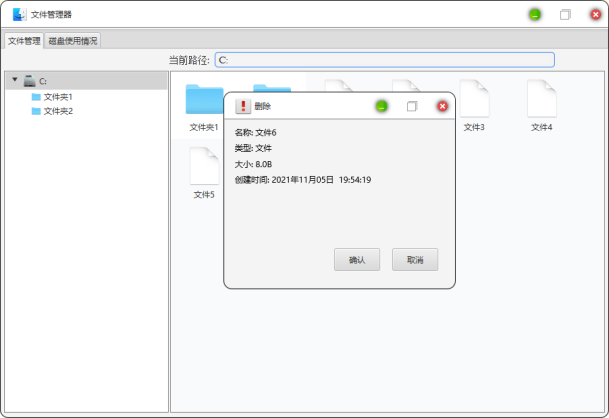 文件管理器
文件管理 磁盘使用情况
当前路径: C:
C:
文件夹1
文件夹2
文件夹1
文件3
文件4
文件5
删除
名称: 文件6
类型: 文件
大小: 8.0B
创建时间: 2021年11月05日 19:54:19
确认 取消